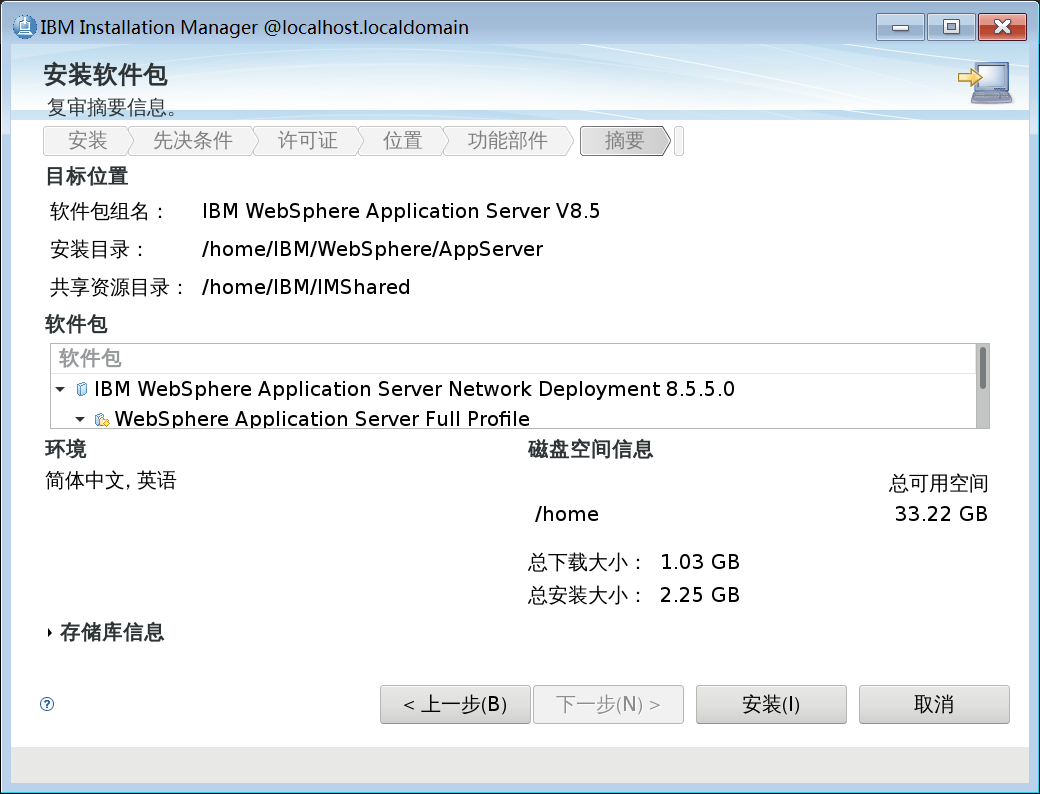 IBM Installation Manager @localhost.localdomain
安装软件包
复审摘要信息。
安装 先决条件 许可证 位置 功能部件 摘要
目标位置
软件包组名： IBM WebSphere Application Server V8.5
安装目录： /home/IBM/WebSphere/AppServer
共享资源目录： /home/IBM/IMShared
软件包
软件包
IBM WebSphere Application Server Network Deployment 8.5.5.0
WebSphere Application Server Full Profile
环境
简体中文, 英语
磁盘空间信息
总可用空间
/home 33.22 GB
总下载大小： 1.03 GB
总安装大小： 2.25 GB
存储库信息
?
< 上一步(B) 下一步(N) > 安装(I) 取消